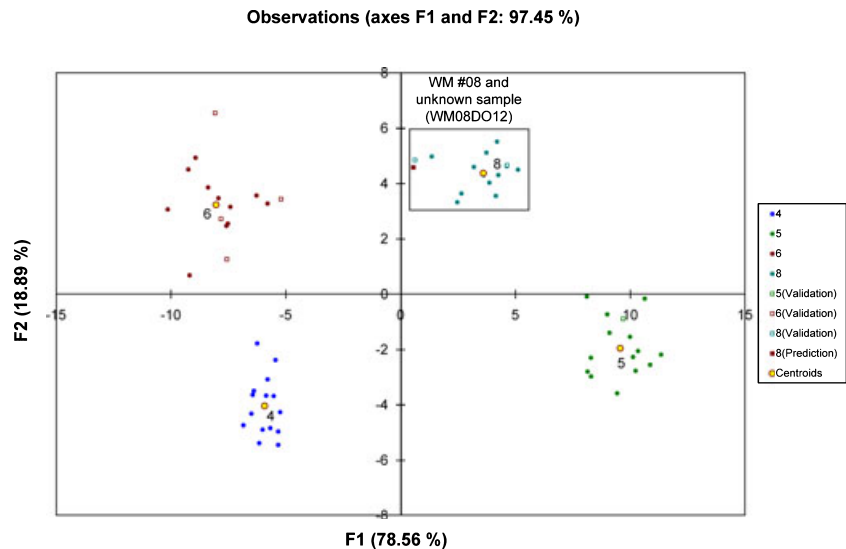 Observations (axes F1 and F2: 97.45 %)
8
WM #08 and
unknown sample
(WM08DO12)
6
8
4
6
2
0
-15
-10
-5
0
5
10
15
-2
5
-4
4
-6
-8
F2 (18.89 %)
F1 (78.56 %)
4
5
6
8
5(Validation)
6(Validation)
8(Validation)
8(Prediction)
Centroids